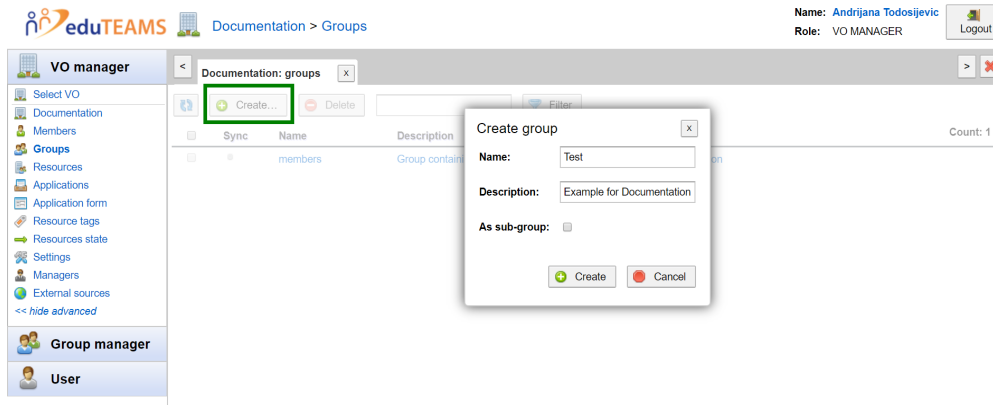 eduTEAMS
Documentation > Groups
Name: Andrijana Todosijevic
Role: VO MANAGER
Logout
VO manager
Select VO
Documentation
Members
Groups
Resources
Applications
Application form
Resource tags
Resources state
Settings
Managers
External sources
<< hide advanced
Group manager
User
<
Documentation: groups x
>
Create...
Delete
Filter
Sync Name Description
Count: 1
members Group containi
on
Create group x
Name: Test
Description: Example for Documentation
As sub-group:
Create Cancel